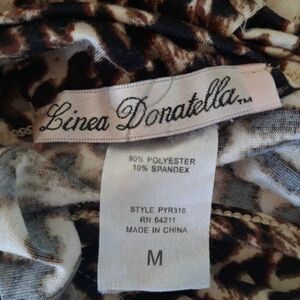 Linea Donatella™
90% POLYESTER
10% SPANDEX
STYLE PYR310
RN 64211
MADE IN CHINA
M